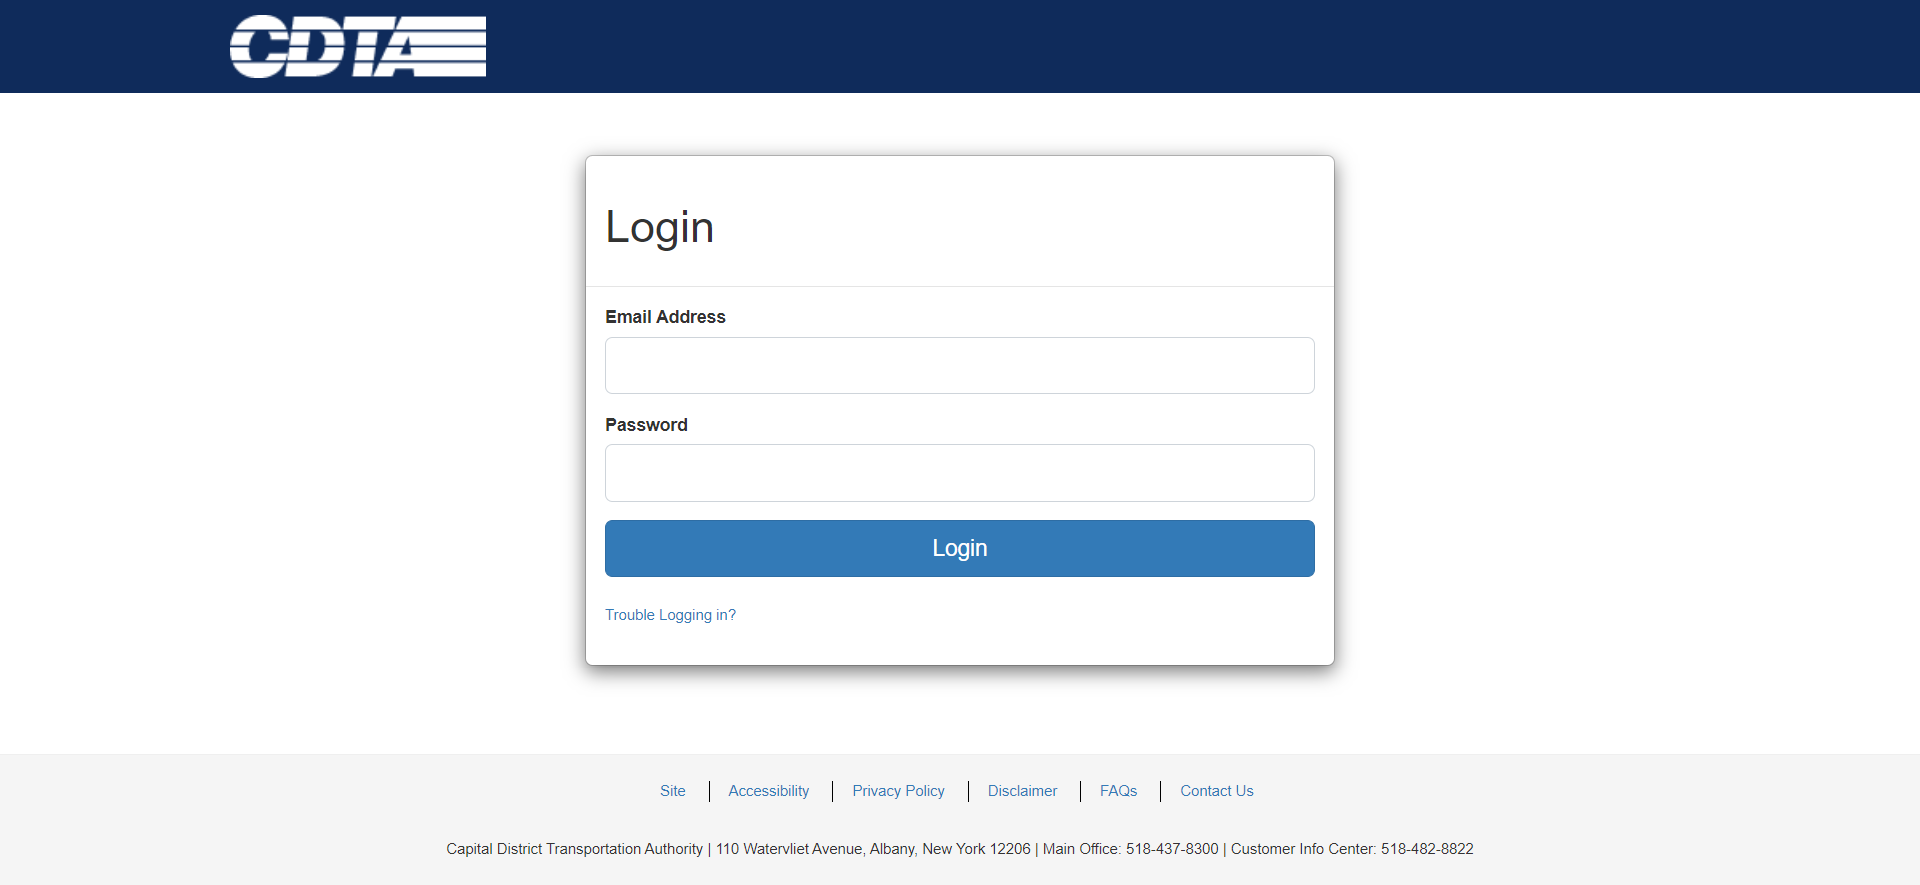 CDTA
Login
Email Address
Password
Login
Trouble Logging in?
Site Accessibility Privacy Policy Disclaimer FAQs Contact Us
Capital District Transportation Authority | 110 Watervliet Avenue, Albany, New York 12206 | Main Office: 518-437-8300 | Customer Info Center: 518-482-8822